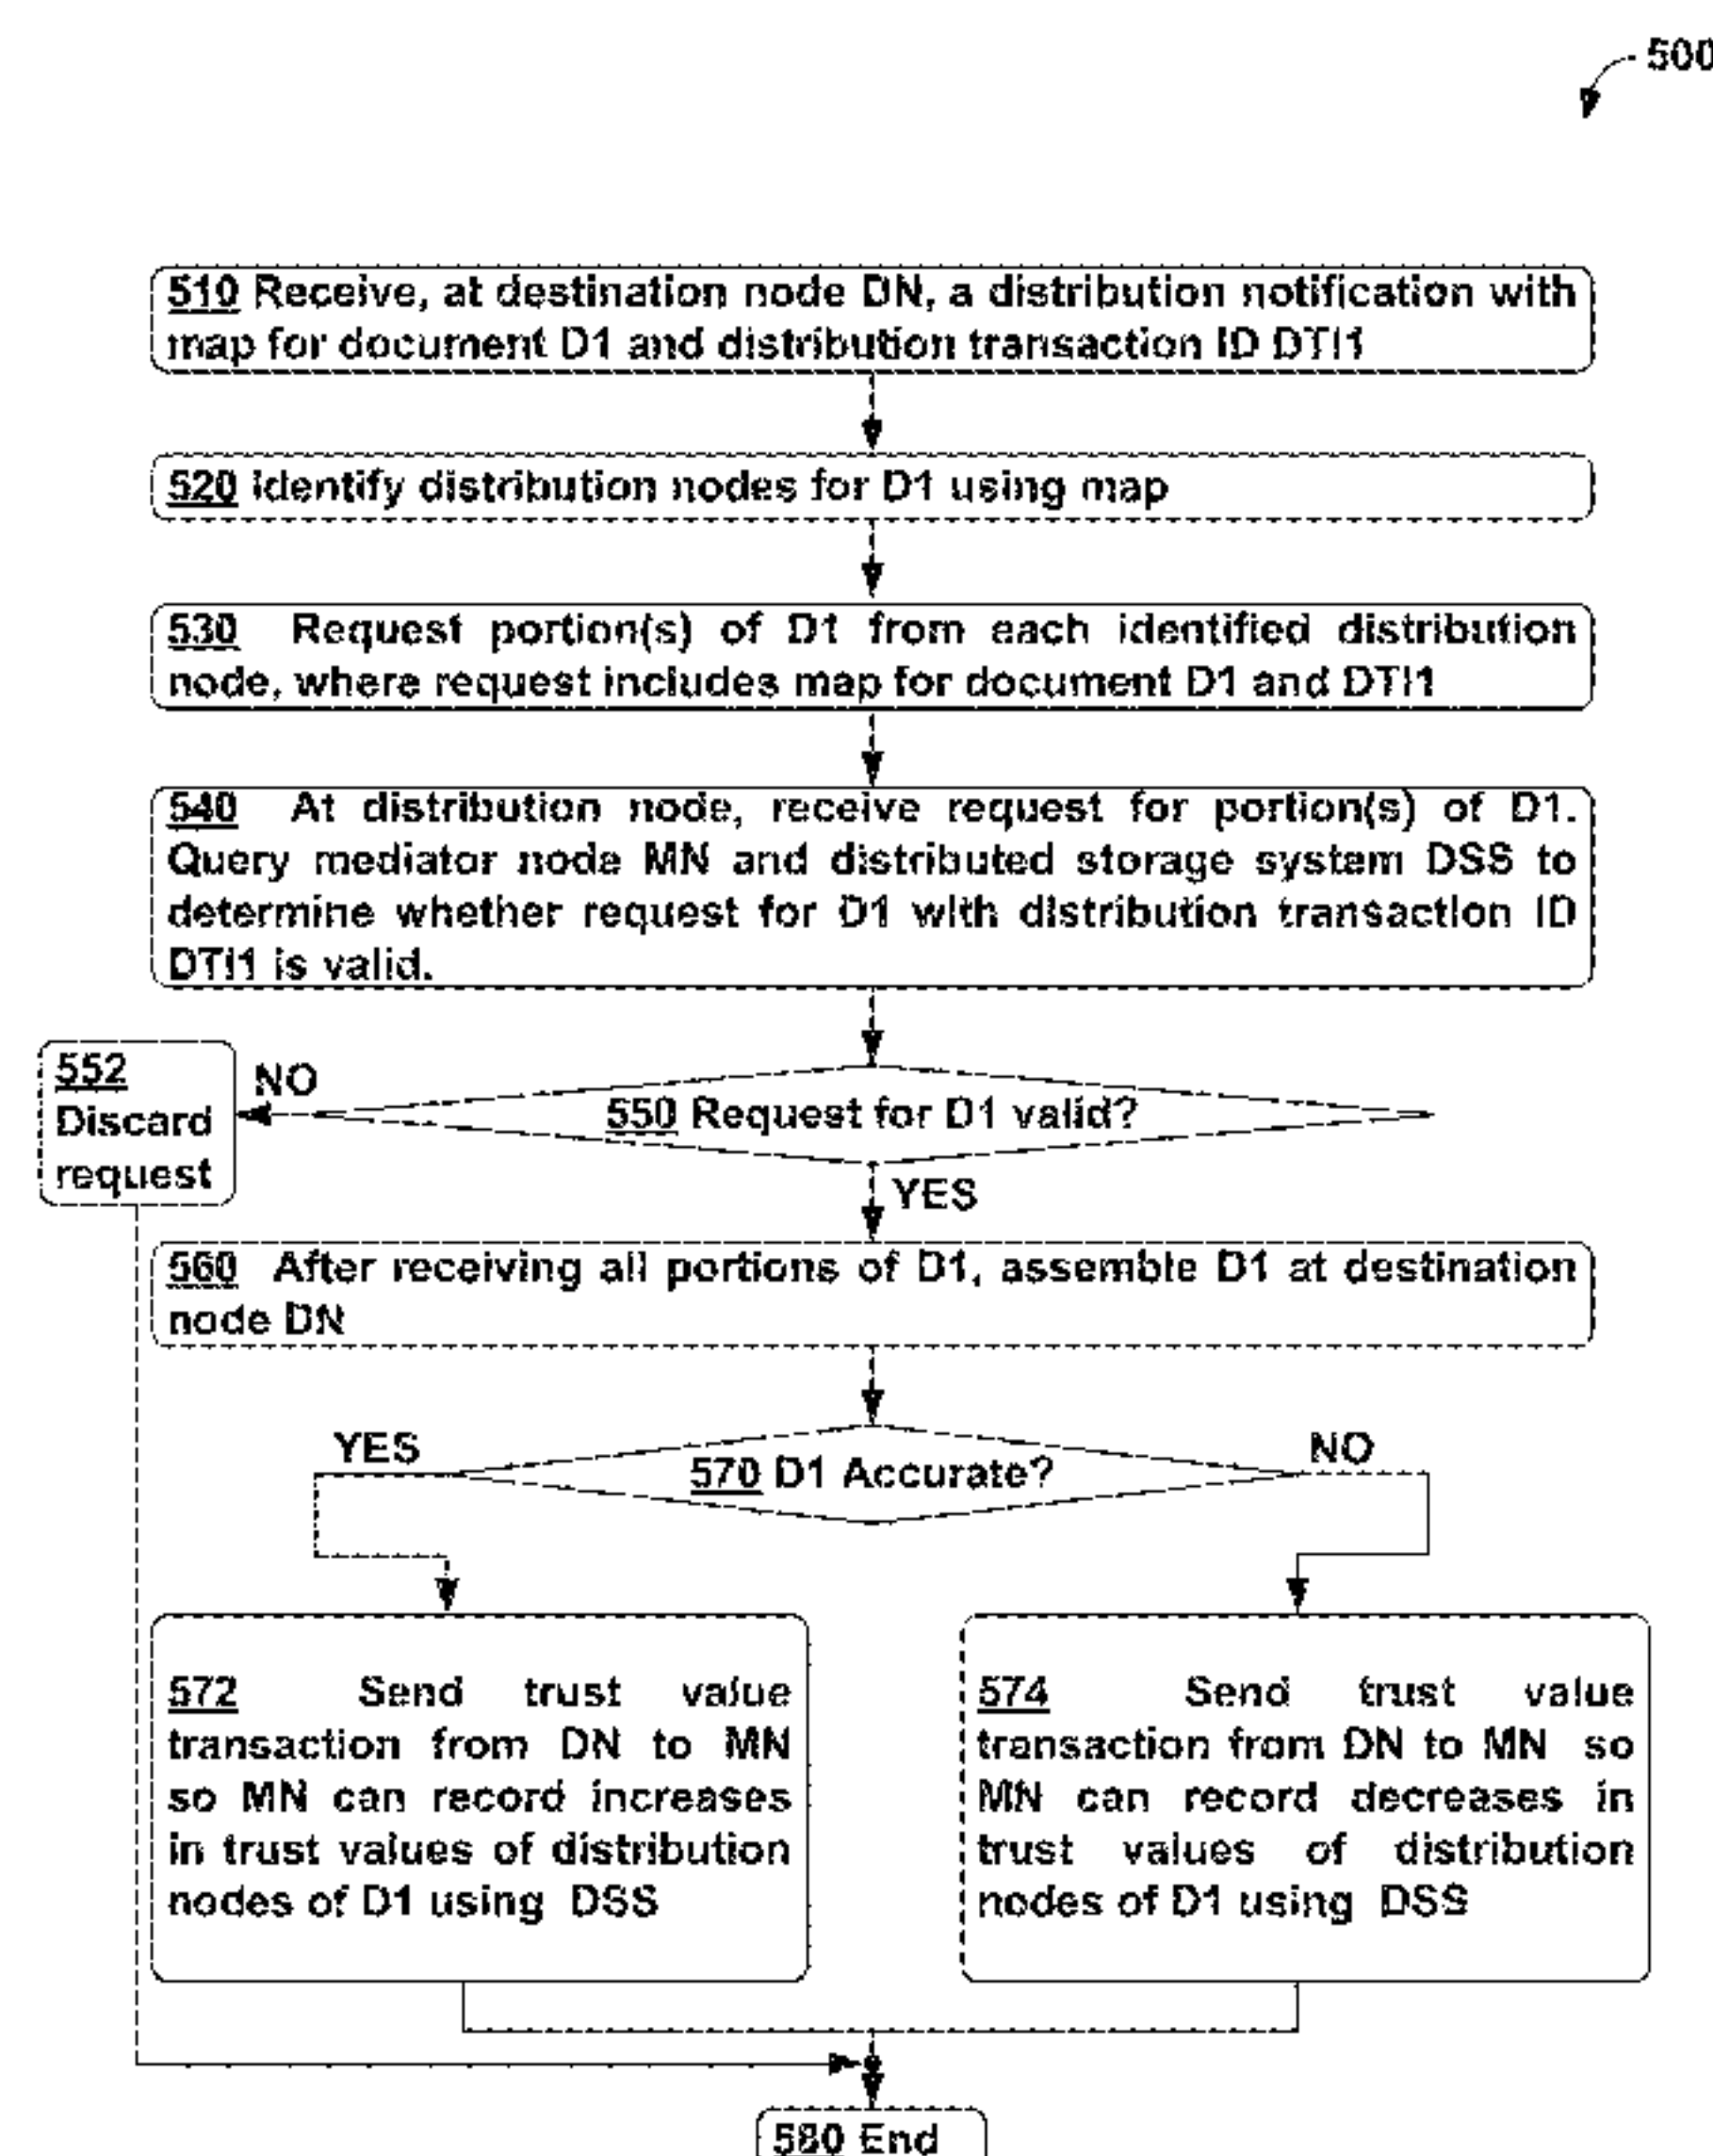 500
510 Receive, at destination node DN, a distribution notification with
map for document D1 and distribution transaction ID DTI1
520 Identify distribution nodes for D1 using map
530 Request portion(s) of D1 from each identified distribution
node, where request includes map for document D1 and DTI1
540 At distribution node, receive request for portion(s) of D1.
Query mediator node MN and distributed storage system DSS to
determine whether request for D1 with distribution transaction ID
DTI1 is valid.
552
Discard
request
NO
550 Request for D1 valid?
YES
560 After receiving all portions of D1, assemble D1 at destination
node DN
YES
570 D1 Accurate?
NO
572 Send trust value
transaction from DN to MN
so MN can record increases
in trust values of distribution
nodes of D1 using DSS
574 Send trust value
transaction from DN to MN so
MN can record decreases in
trust values of distribution
nodes of D1 using DSS
580 End